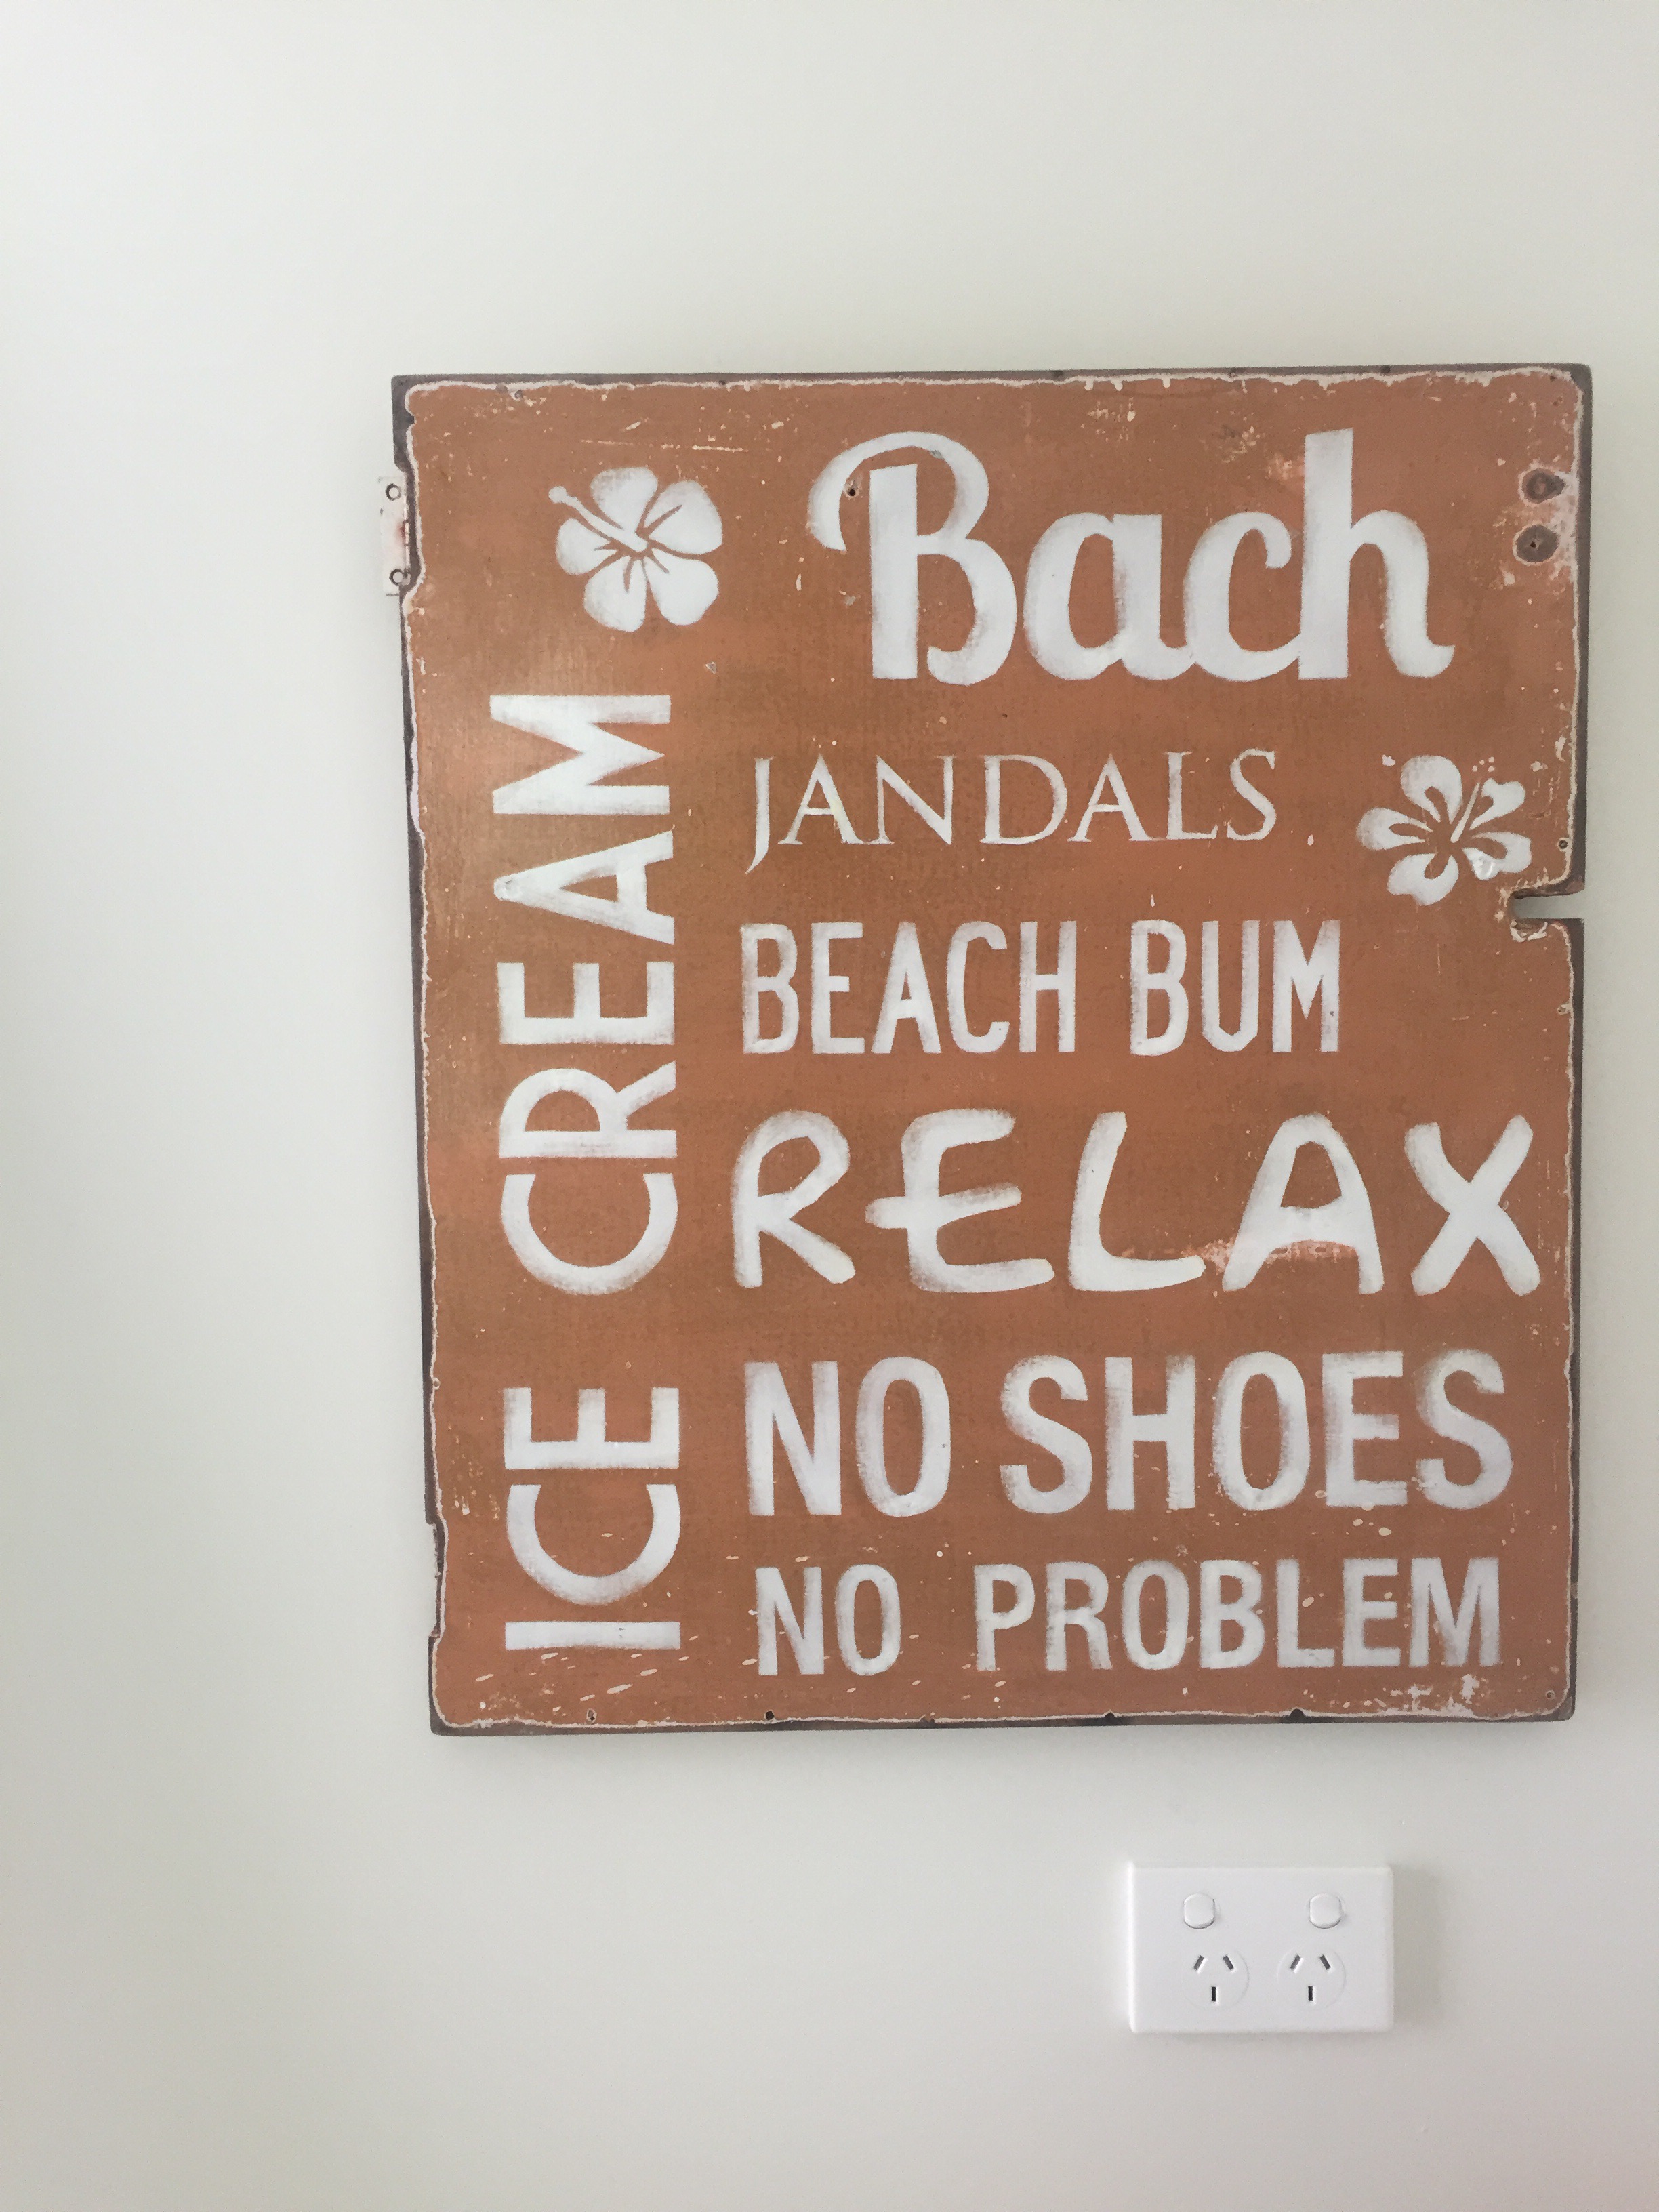 ICE CREAM
Bach
JANDALS
BEACH BUM
RELAX
NO SHOES
NO PROBLEM